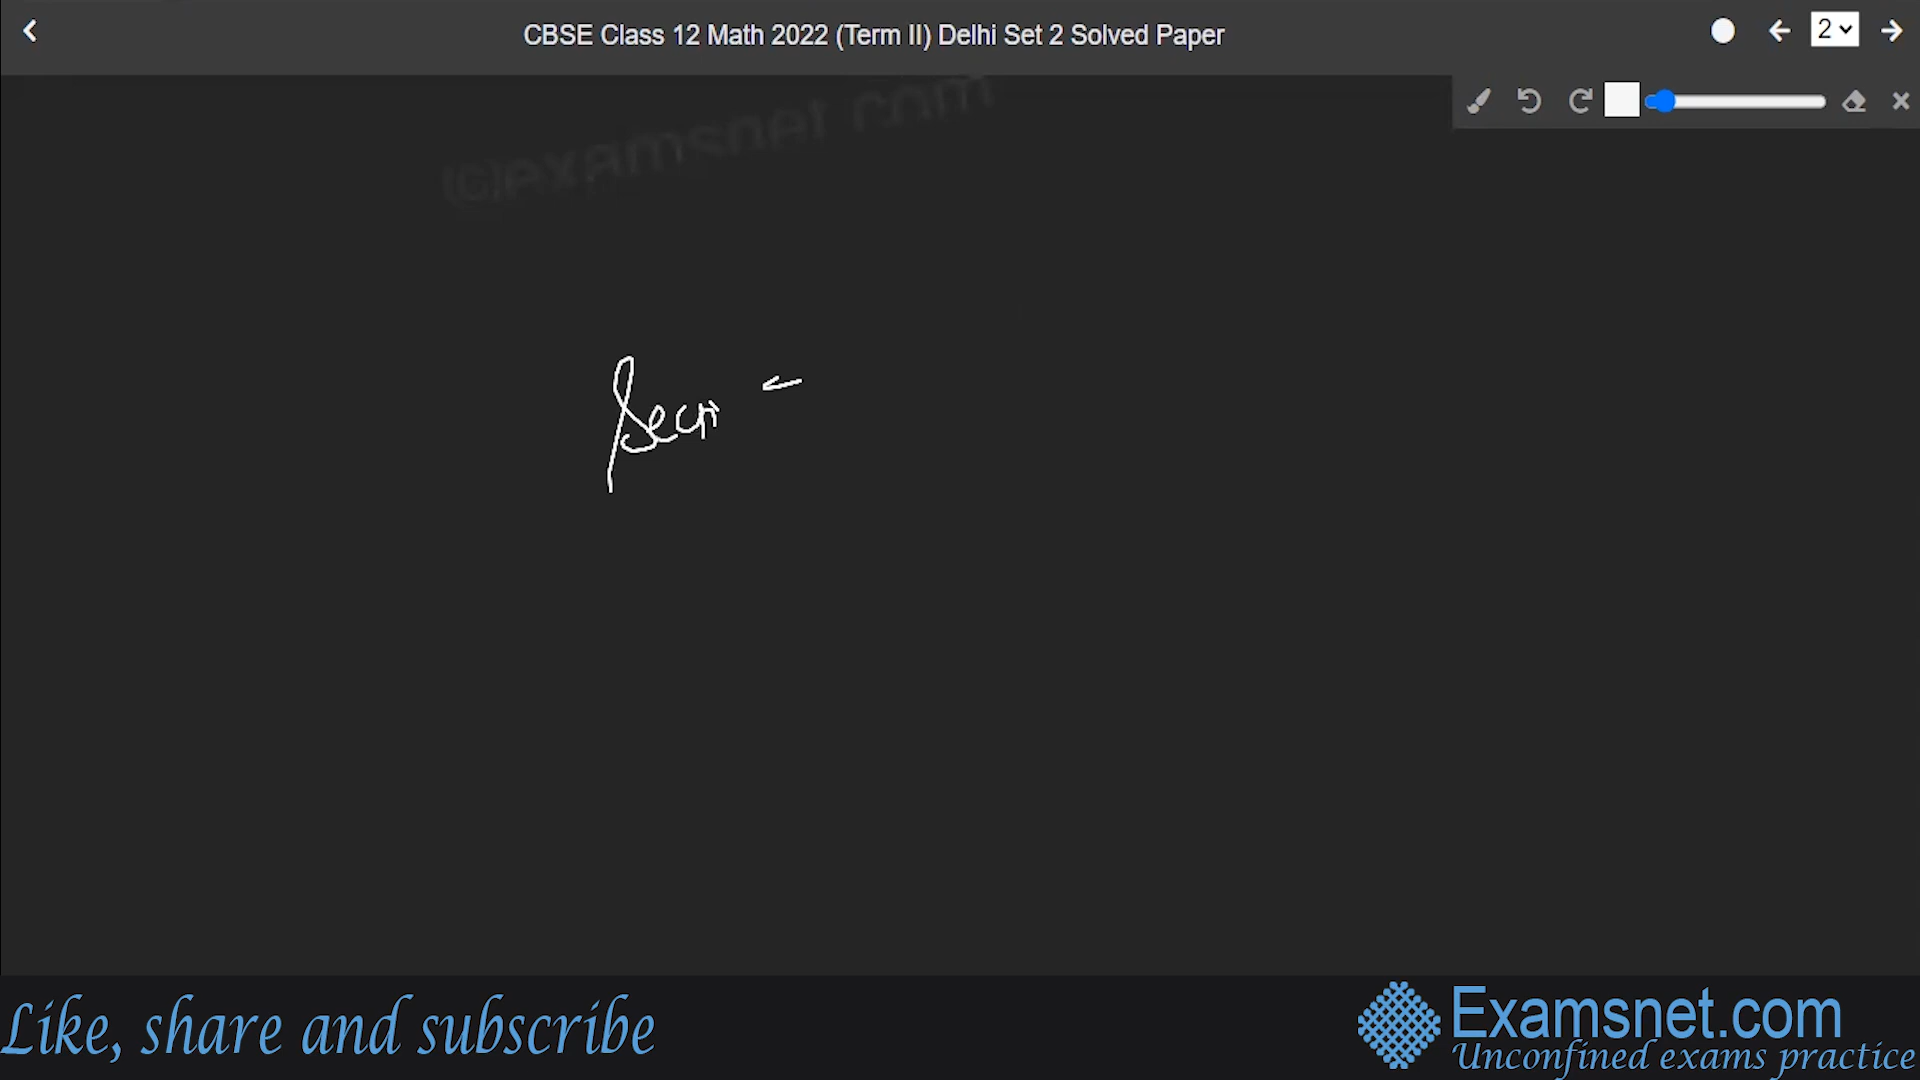 CBSE Class 12 Math 2022 (Term II) Delhi Set 2 Solved Paper
2
(c)examsnet.com
Like, share and subscribe
Examsnet.com
Unconfined exams practice